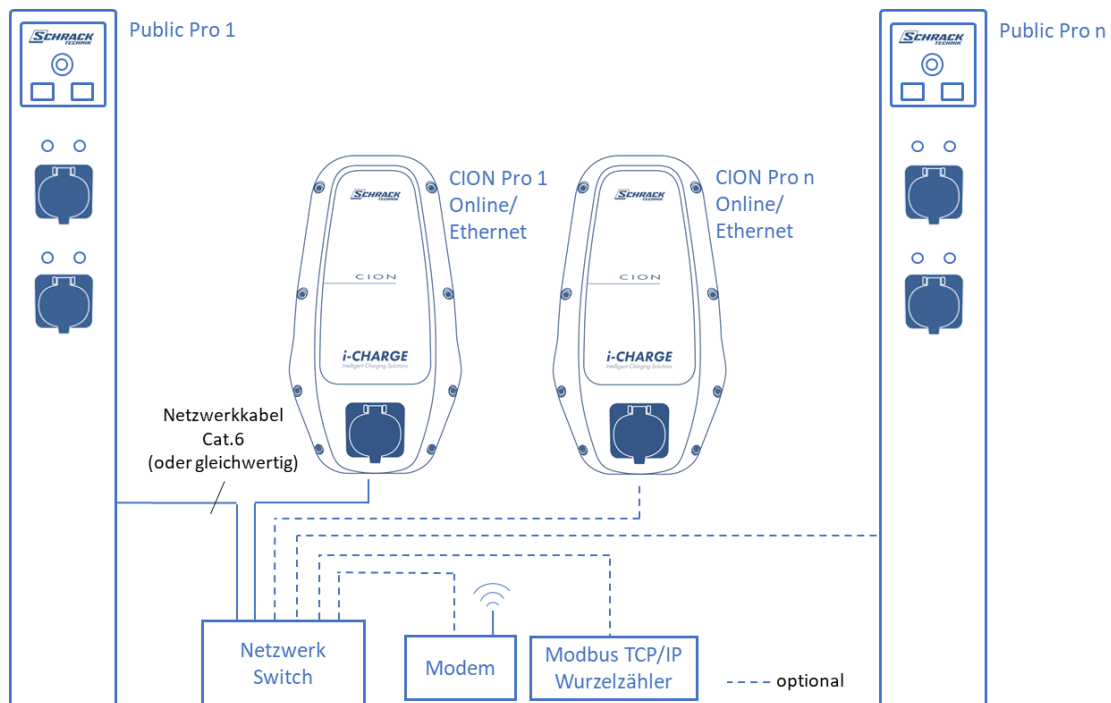 SCHRACK
TECHNIK
Public Pro 1
SCHRACK
TECHNIK
Public Pro n
SCHRACK
TECHNIK
CION
i-CHARGE
Intelligent Charging Solutions
CION Pro 1
Online/
Ethernet
SCHRACK
TECHNIK
CION
i-CHARGE
Intelligent Charging Solutions
CION Pro n
Online/
Ethernet
Netzwerkkabel
Cat.6
(oder gleichwertig)
Netzwerk
Switch
Modem
Modbus TCP/IP
Wurzelzähler
optional